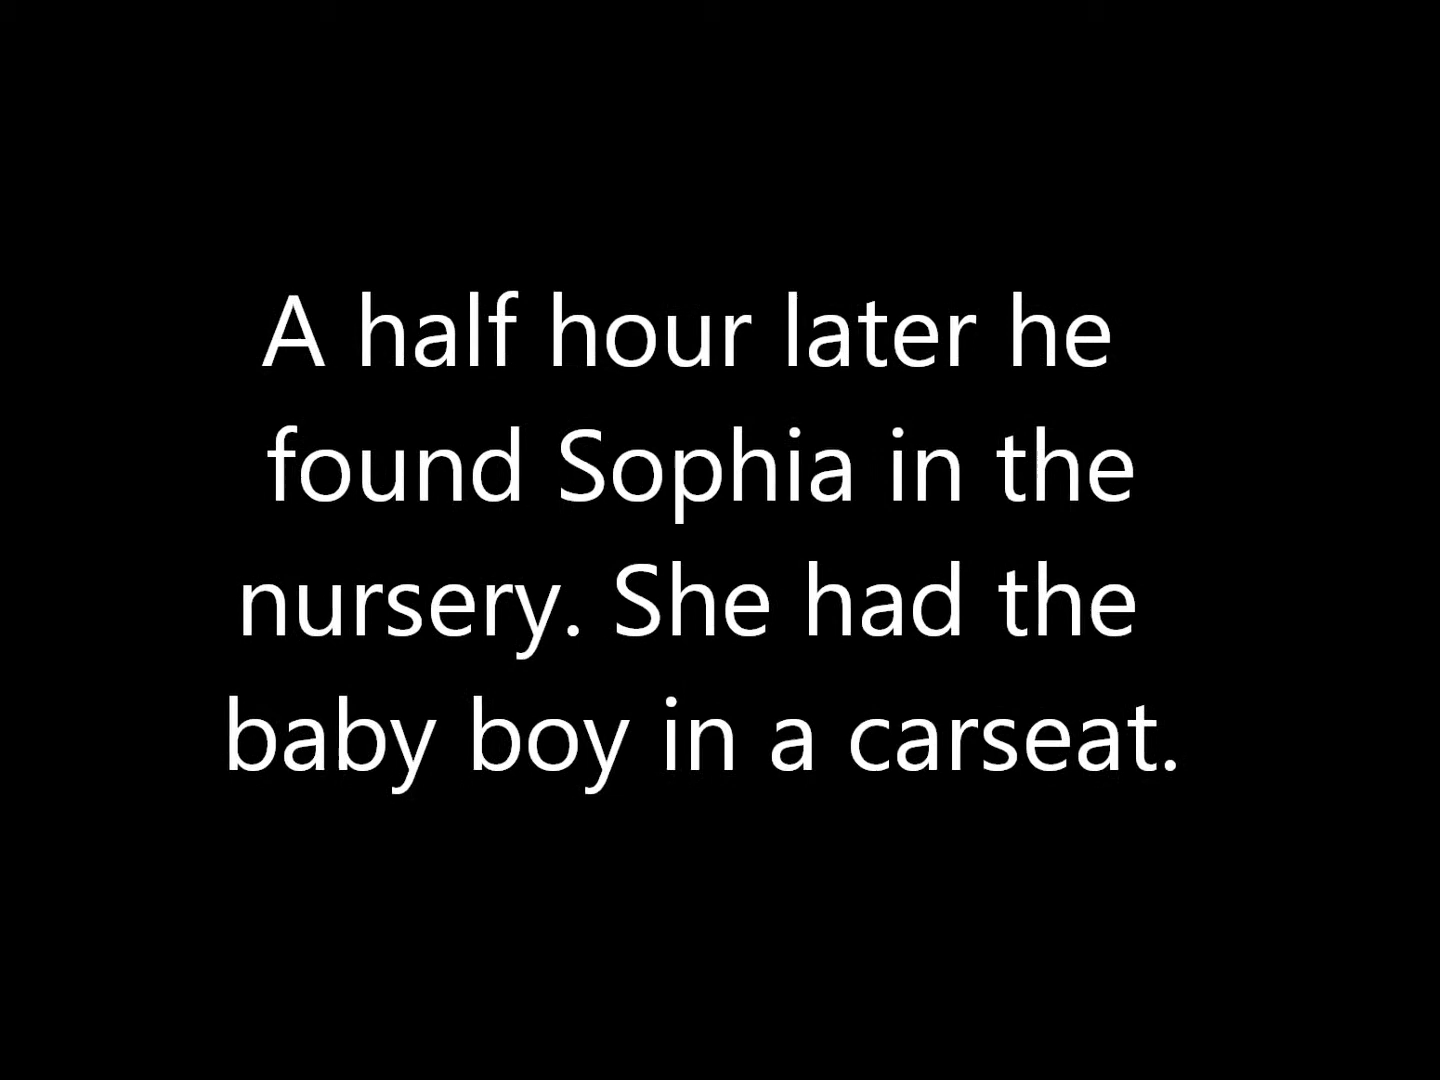 A half hour later he
found Sophia in the
nursery. She had the
baby boy in a carseat.